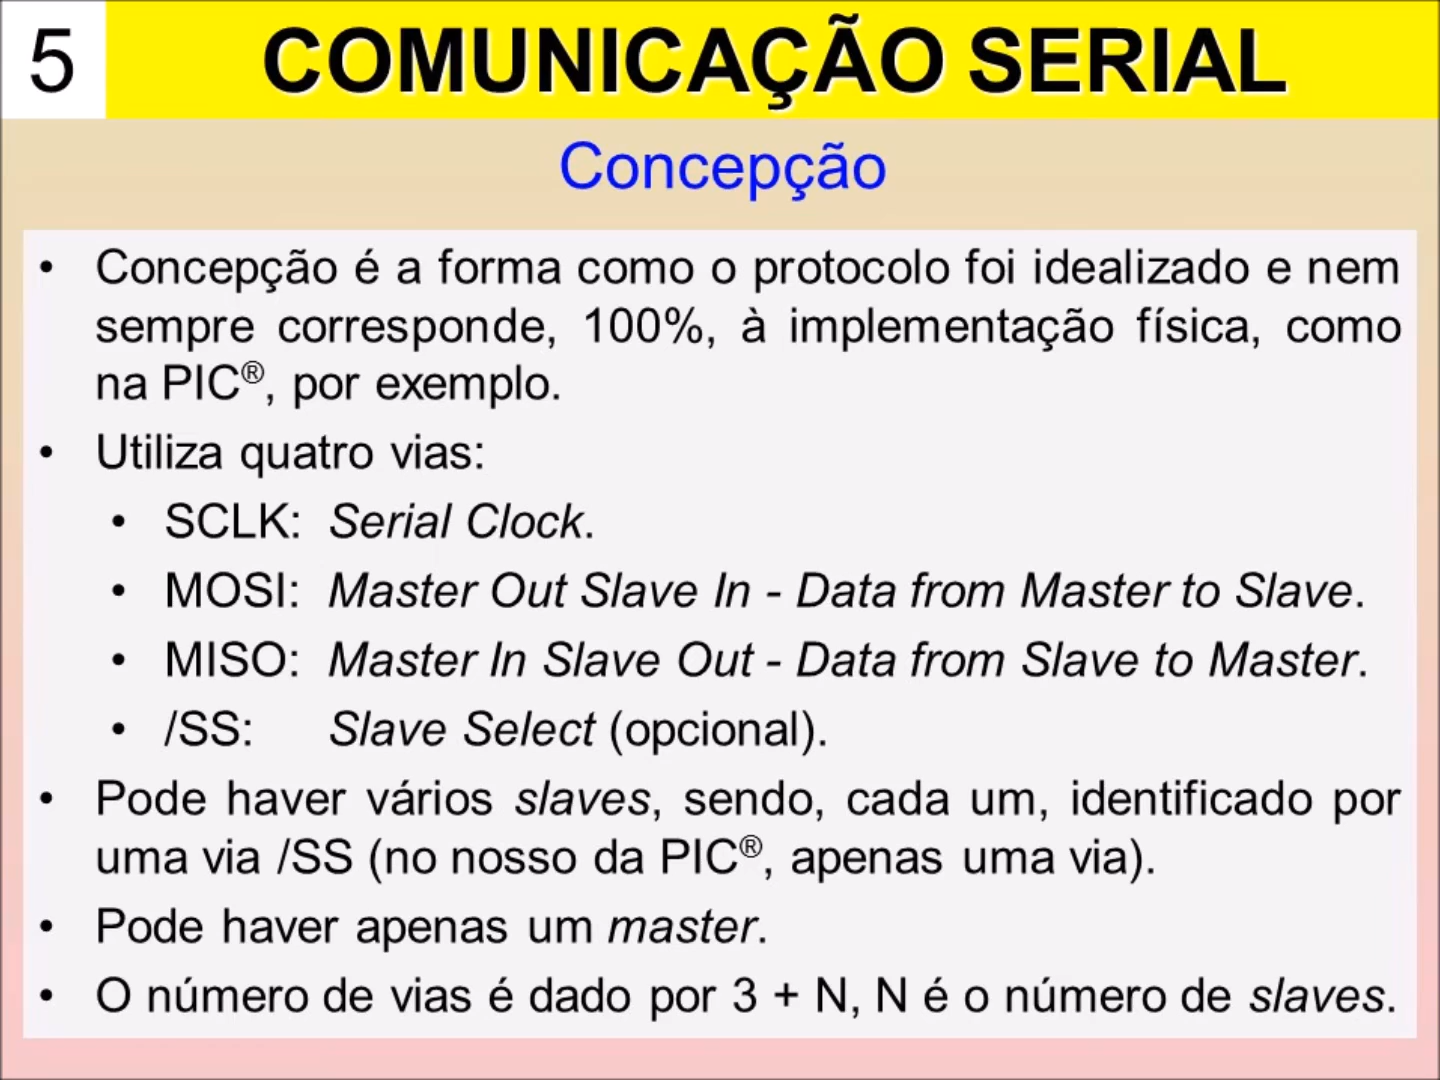 5
COMUNICAÇÃO SERIAL
Concepção
• Concepção é a forma como o protocolo foi idealizado e nem
sempre corresponde, 100%, à implementação física, como
na PIC®, por exemplo.
• Utiliza quatro vias:
• SCLK: Serial Clock.
• MOSI: Master Out Slave In - Data from Master to Slave.
• MISO: Master In Slave Out - Data from Slave to Master.
• /SS: Slave Select (opcional).
• Pode haver vários slaves, sendo, cada um, identificado por
uma via /SS (no nosso da PIC®, apenas uma via).
• Pode haver apenas um master.
• O número de vias é dado por 3 + N, N é o número de slaves.